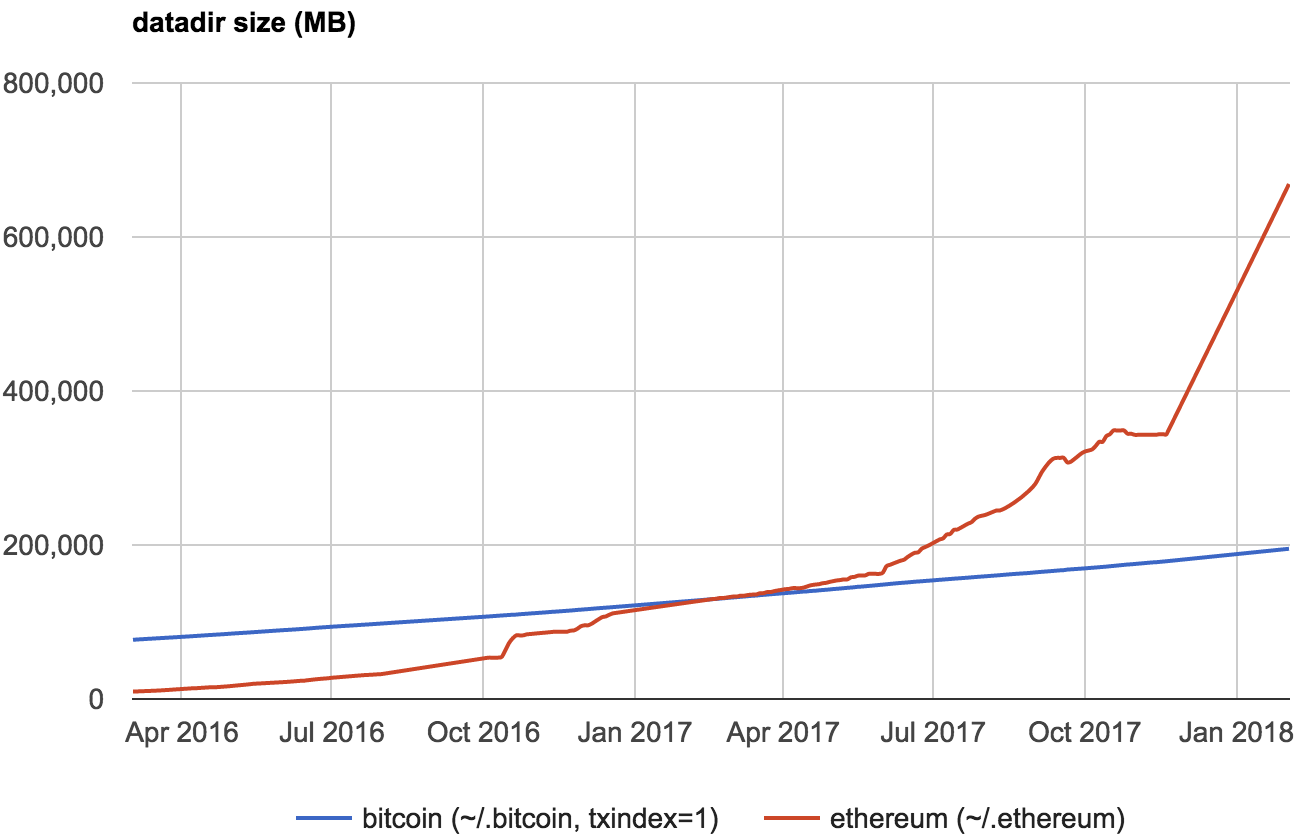 datadir size (MB)
800,000
600,000
400,000
200,000
0
Apr 2016 Jul 2016 Oct 2016 Jan 2017 Apr 2017 Jul 2017 Oct 2017 Jan 2018
bitcoin (~/.bitcoin, txindex=1) ethereum (~/.ethereum)